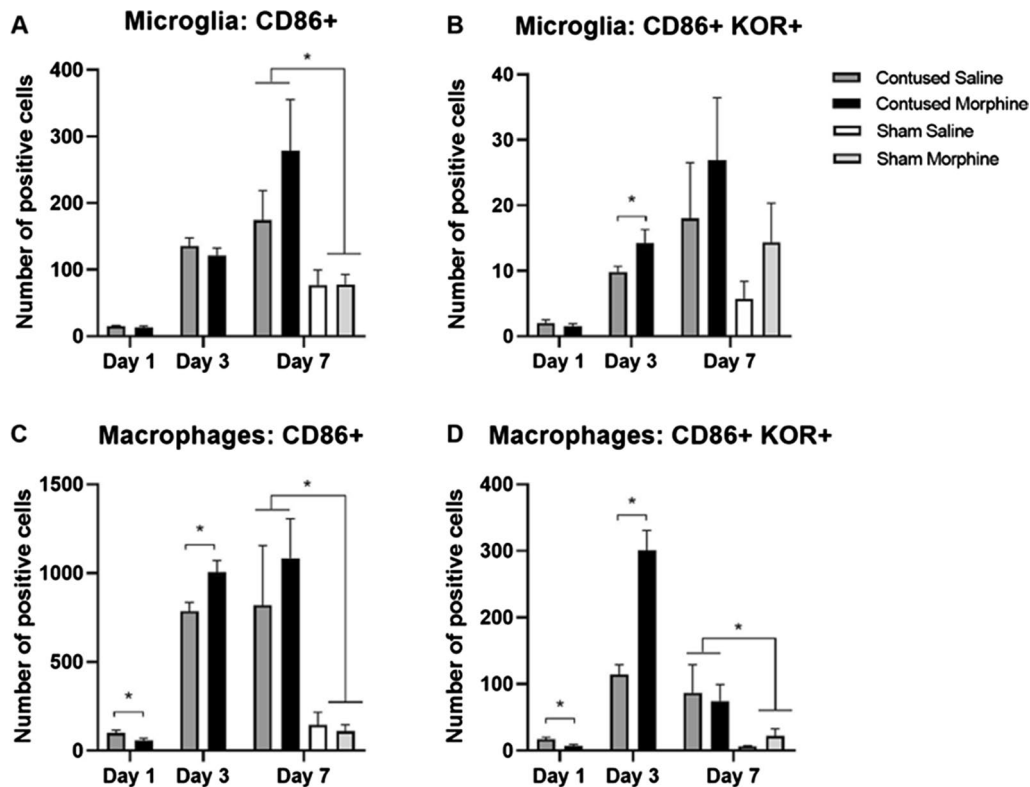 A
Microglia: CD86+
Number of positive cells
400
300
200
100
0
*
Day 1
Day 3
Day 7
B
Microglia: CD86+ KOR+
Number of positive cells
40
30
20
10
0
*
Day 1
Day 3
Day 7
Contused Saline
Contused Morphine
Sham Saline
Sham Morphine
C
Macrophages: CD86+
Number of positive cells
1500
1000
500
0
*
*
*
Day 1
Day 3
Day 7
D
Macrophages: CD86+ KOR+
Number of positive cells
400
300
200
100
0
*
*
*
Day 1
Day 3
Day 7